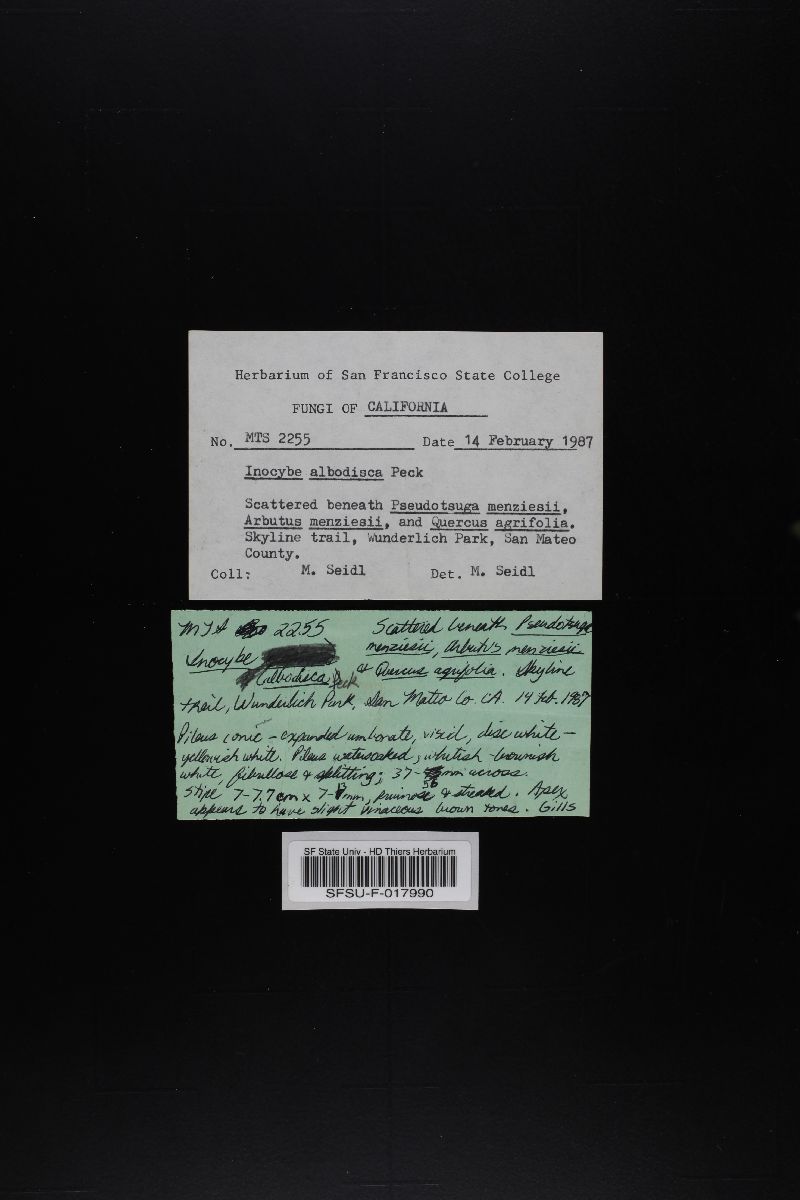 Herbarium of San Francisco State College
FUNGI OF CALIFORNIA
No. MTS 2255 Date 14 February 1987
Inocybe albodisca Peck
Scattered beneath Pseudotsuga menziesii,
Arbutus menziesii, and Quercus agrifolia.
Skyline trail, Wunderlich Park, San Mateo
County.
Coll: M. Seidl Det. M. Seidl
MTS 2255 Scattered beneath Pseudotsuga
menziesii, Arbutus menziesii
Inocybe & Quercus agrifolia. Skyline
albodisca Peck
trail, Wunderlich Park, San Mateo Co. CA. 14 Feb. 1987
Pileus conic-expanded umbonate, viscid, disc white-
yellowish white. Pileus watersoaked, whitish-brownish
white, fibrillose & splitting; 37-56mm across.
Stipe 7-7.7cm x 7- mm, pruinose & streaked. Apex
appears to have slight vinaceous brown tones. Gills
SF State Univ - HD Thiers Herbarium
SFSU-F-017990